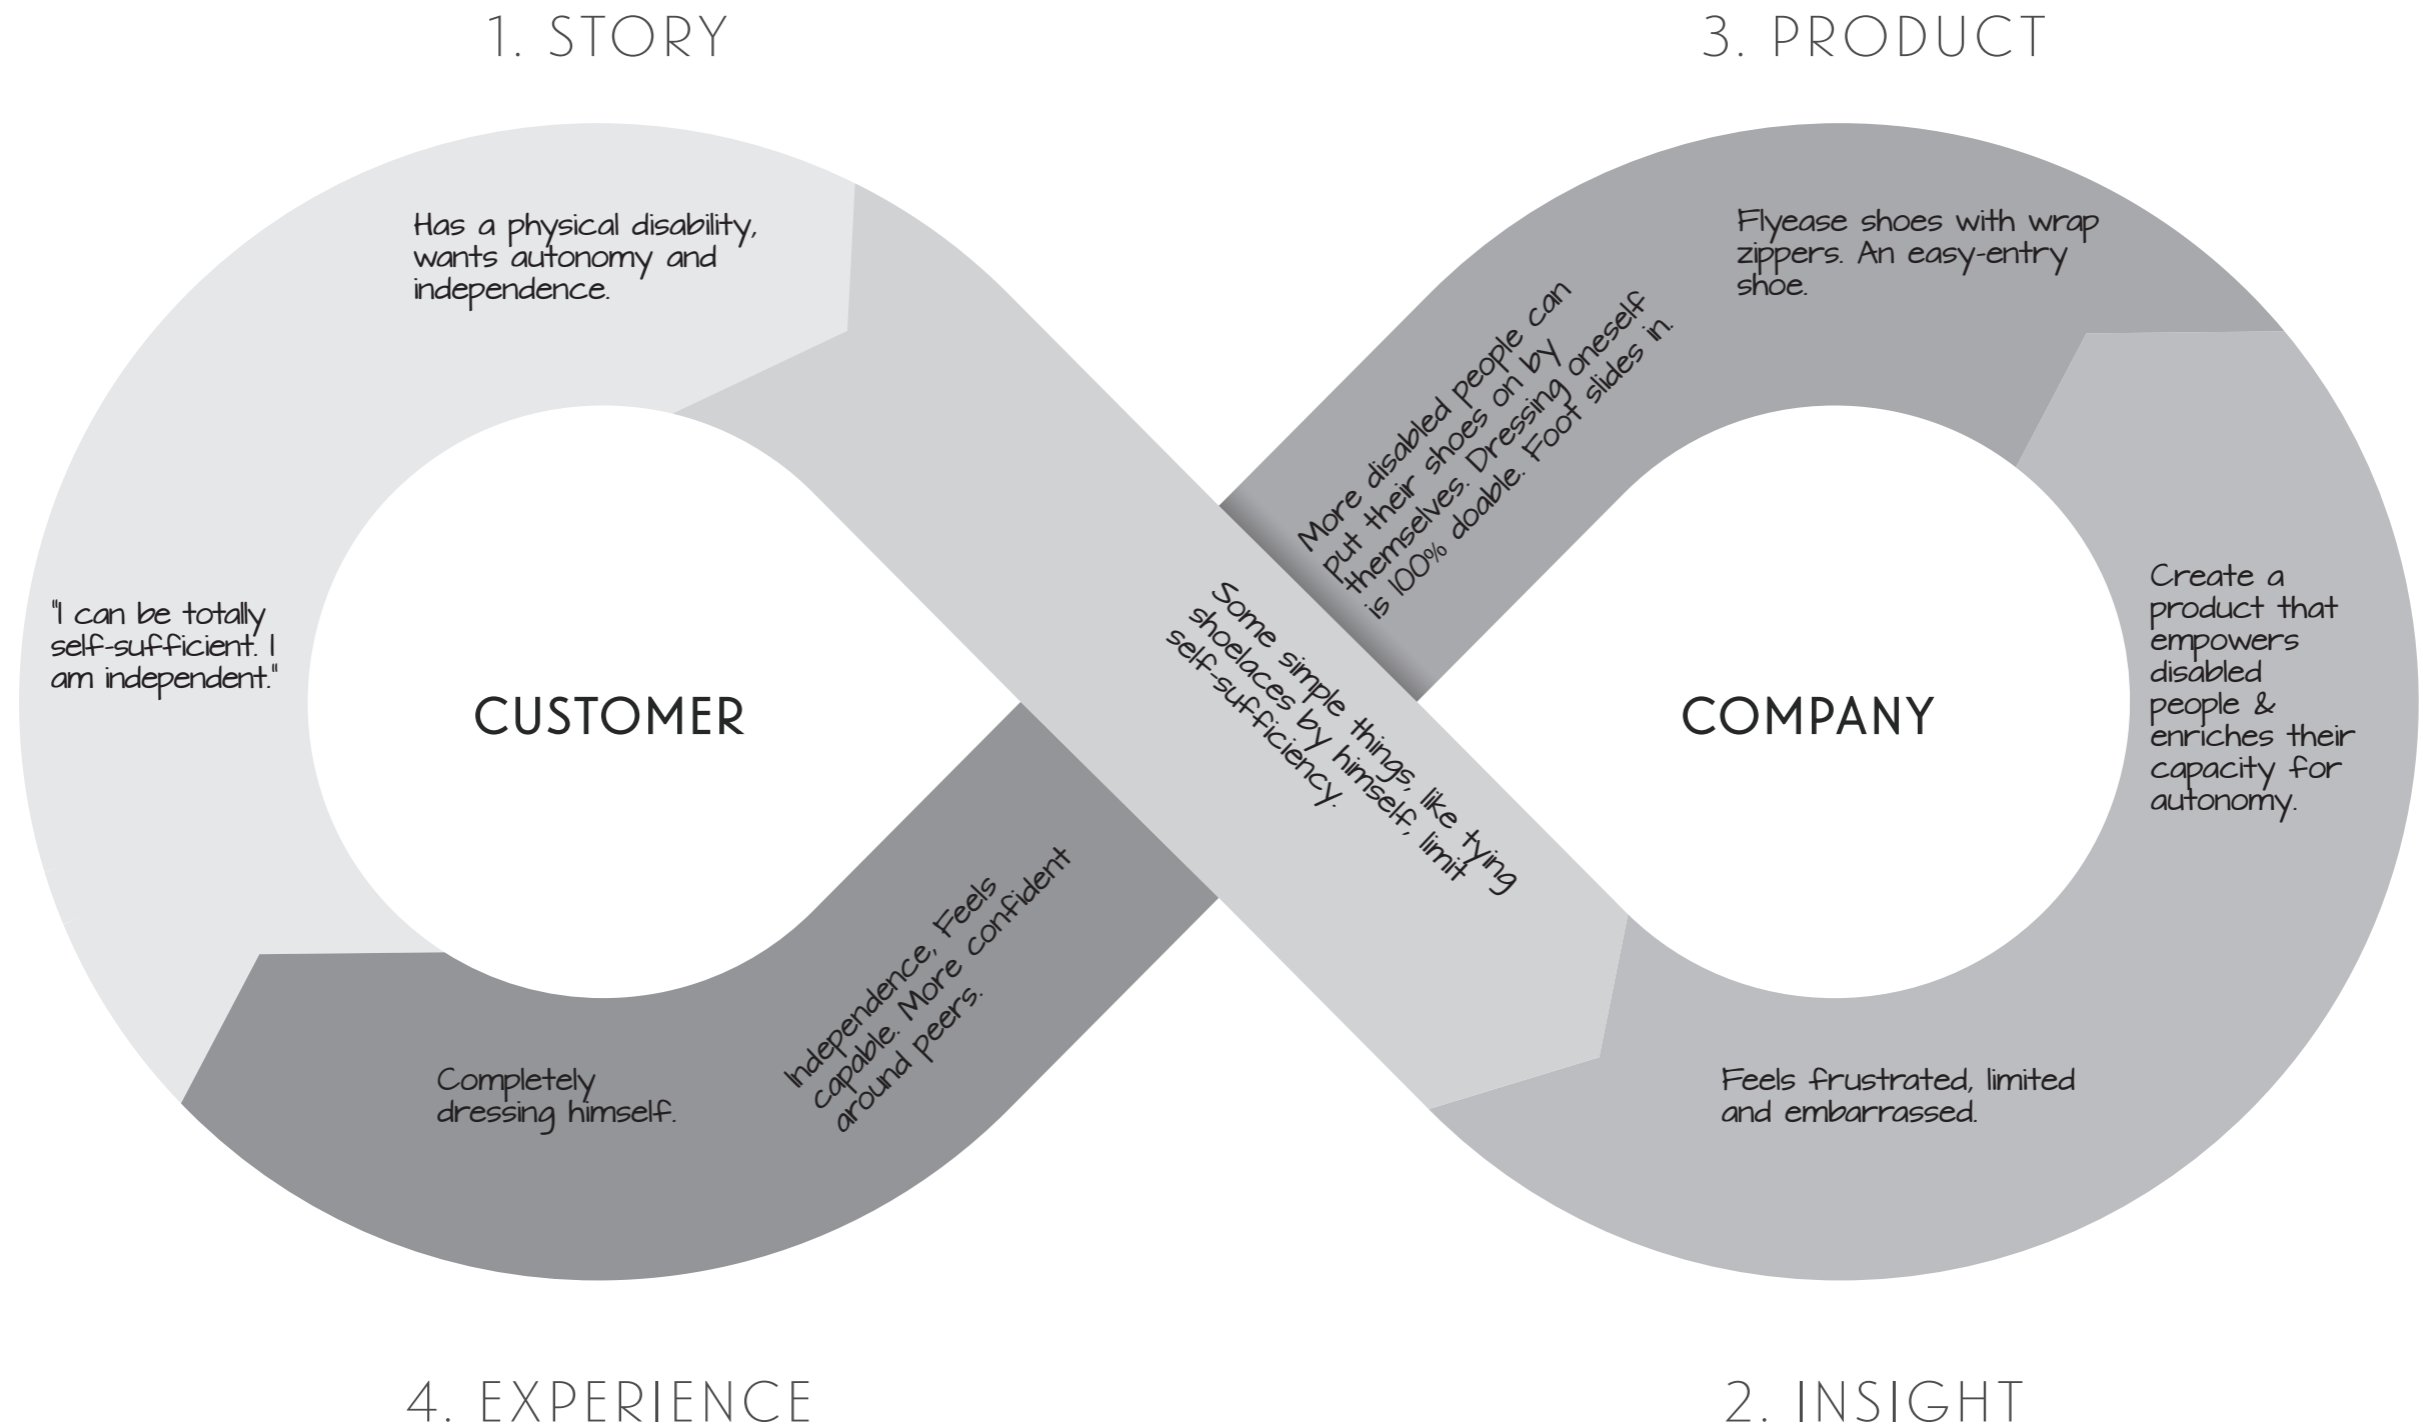 1. STORY
3. PRODUCT
Has a physical disability,
wants autonomy and
independence.
Flyease shoes with wrap
zippers. An easy-entry
shoe.
More disabled people can
put their shoes on by
themselves. Dressing oneself
is 100% doable. Foot slides in.
"I can be totally
self-sufficient. I
am independent."
CUSTOMER
Some simple things, like tying
shoelaces by himself, limit
self-sufficiency.
COMPANY
Create a
product that
empowers
disabled
people &
enriches their
capacity for
autonomy.
Independence, Feels
capable. More confident
around peers.
Completely
dressing himself.
Feels frustrated, limited
and embarrassed.
4. EXPERIENCE
2. INSIGHT